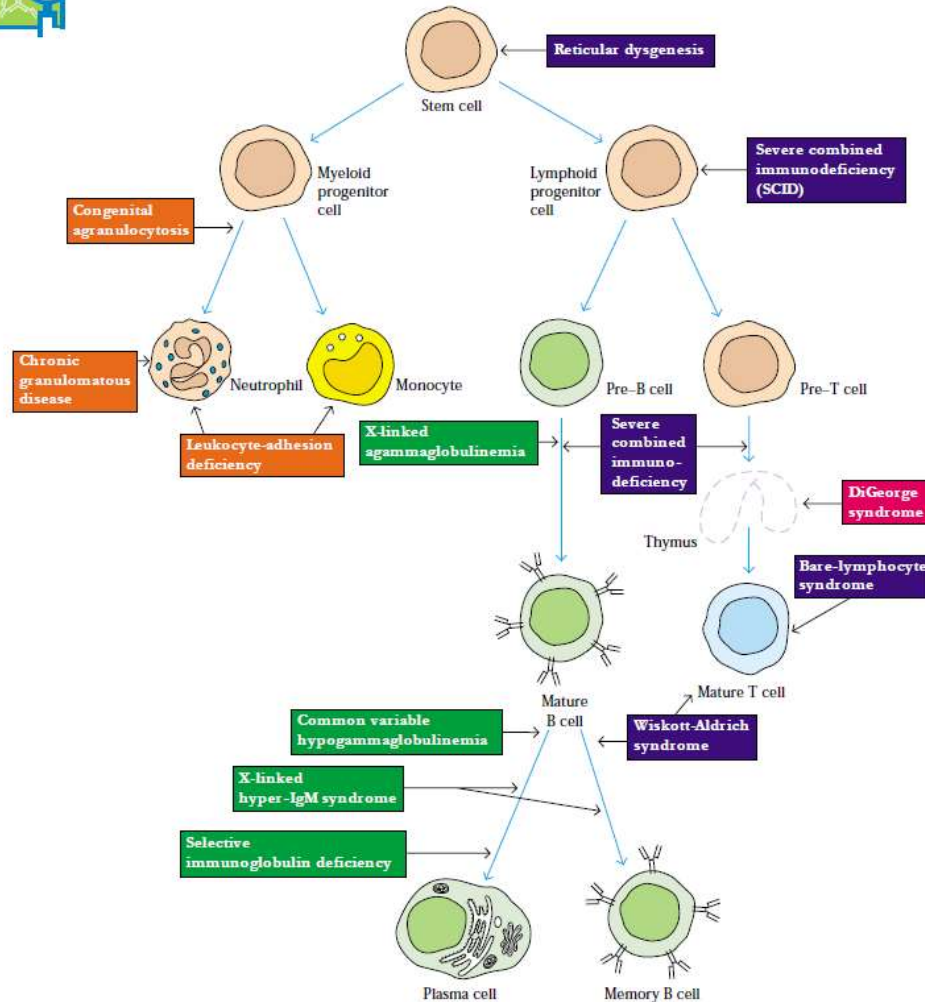 Reticular dysgenesis
Stem cell
Myeloid
progenitor
cell
Lymphoid
progenitor
cell
Severe combined
immunodeficiency
(SCID)
Congenital
agranulocytosis
Chronic
granulomatous
disease
Neutrophil
Monocyte
Pre–B cell
Pre–T cell
Leukocyte-adhesion
deficiency
X-linked
agammaglobulinemia
Severe
combined
immuno-
deficiency
DiGeorge
syndrome
Thymus
Bare-lymphocyte
syndrome
Mature T cell
Mature
B cell
Common variable
hypogammaglobulinemia
Wiskott-Aldrich
syndrome
X-linked
hyper-IgM syndrome
Selective
immunoglobulin deficiency
Plasma cell
Memory B cell